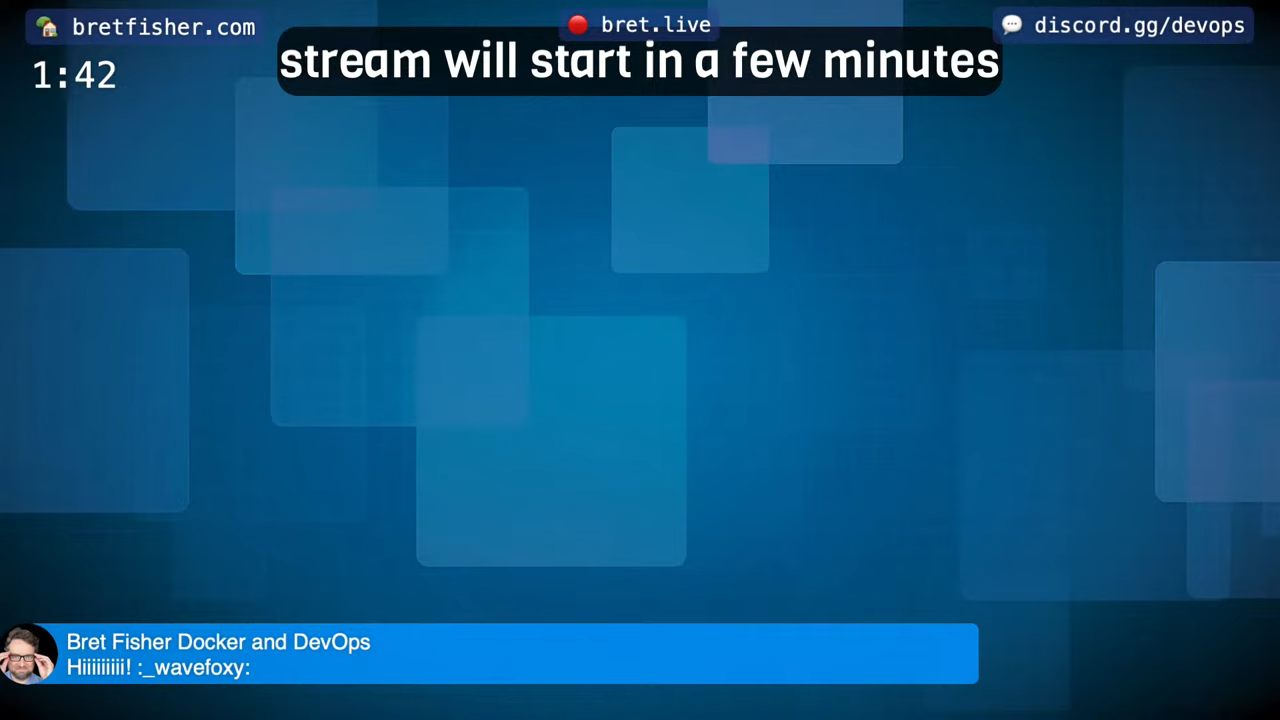 bretfisher.com
bret.live
discord.gg/devops
1:42
stream will start in a few minutes
Bret Fisher Docker and DevOps
Hiiiiiiiii! :_wavefoxy: